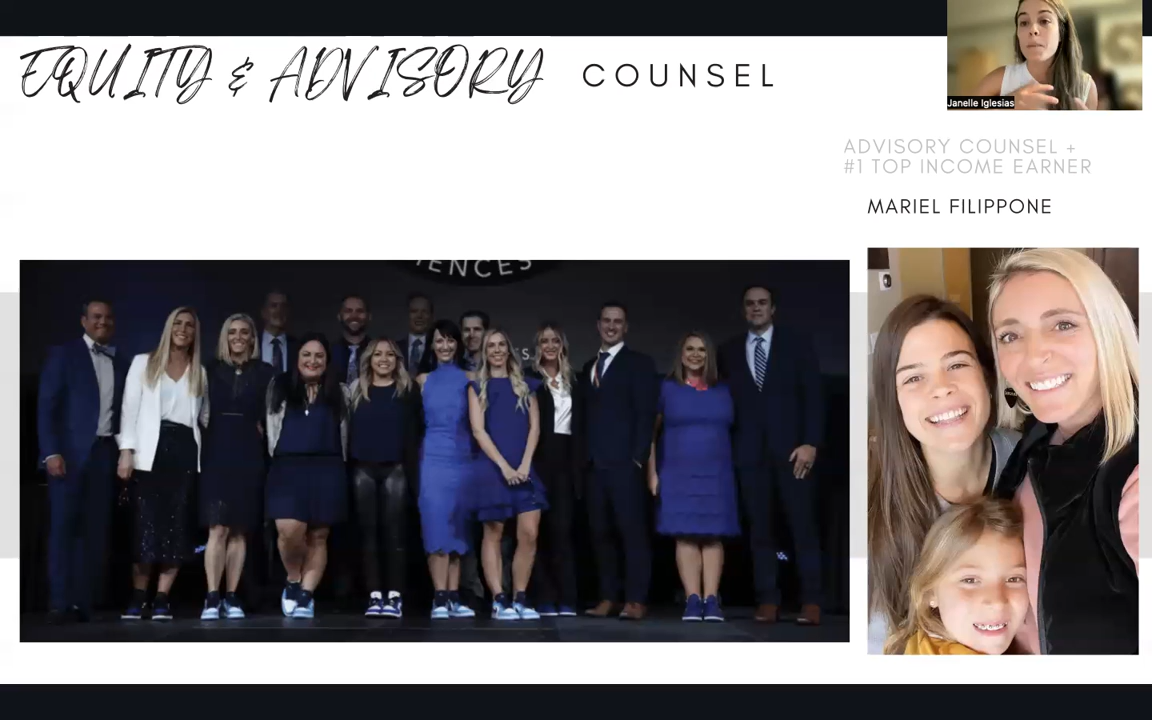 EQUITY & ADVISORY COUNSEL
Janelle Iglesias
ADVISORY COUNSEL +
#1 TOP INCOME EARNER
MARIEL FILIPPONE